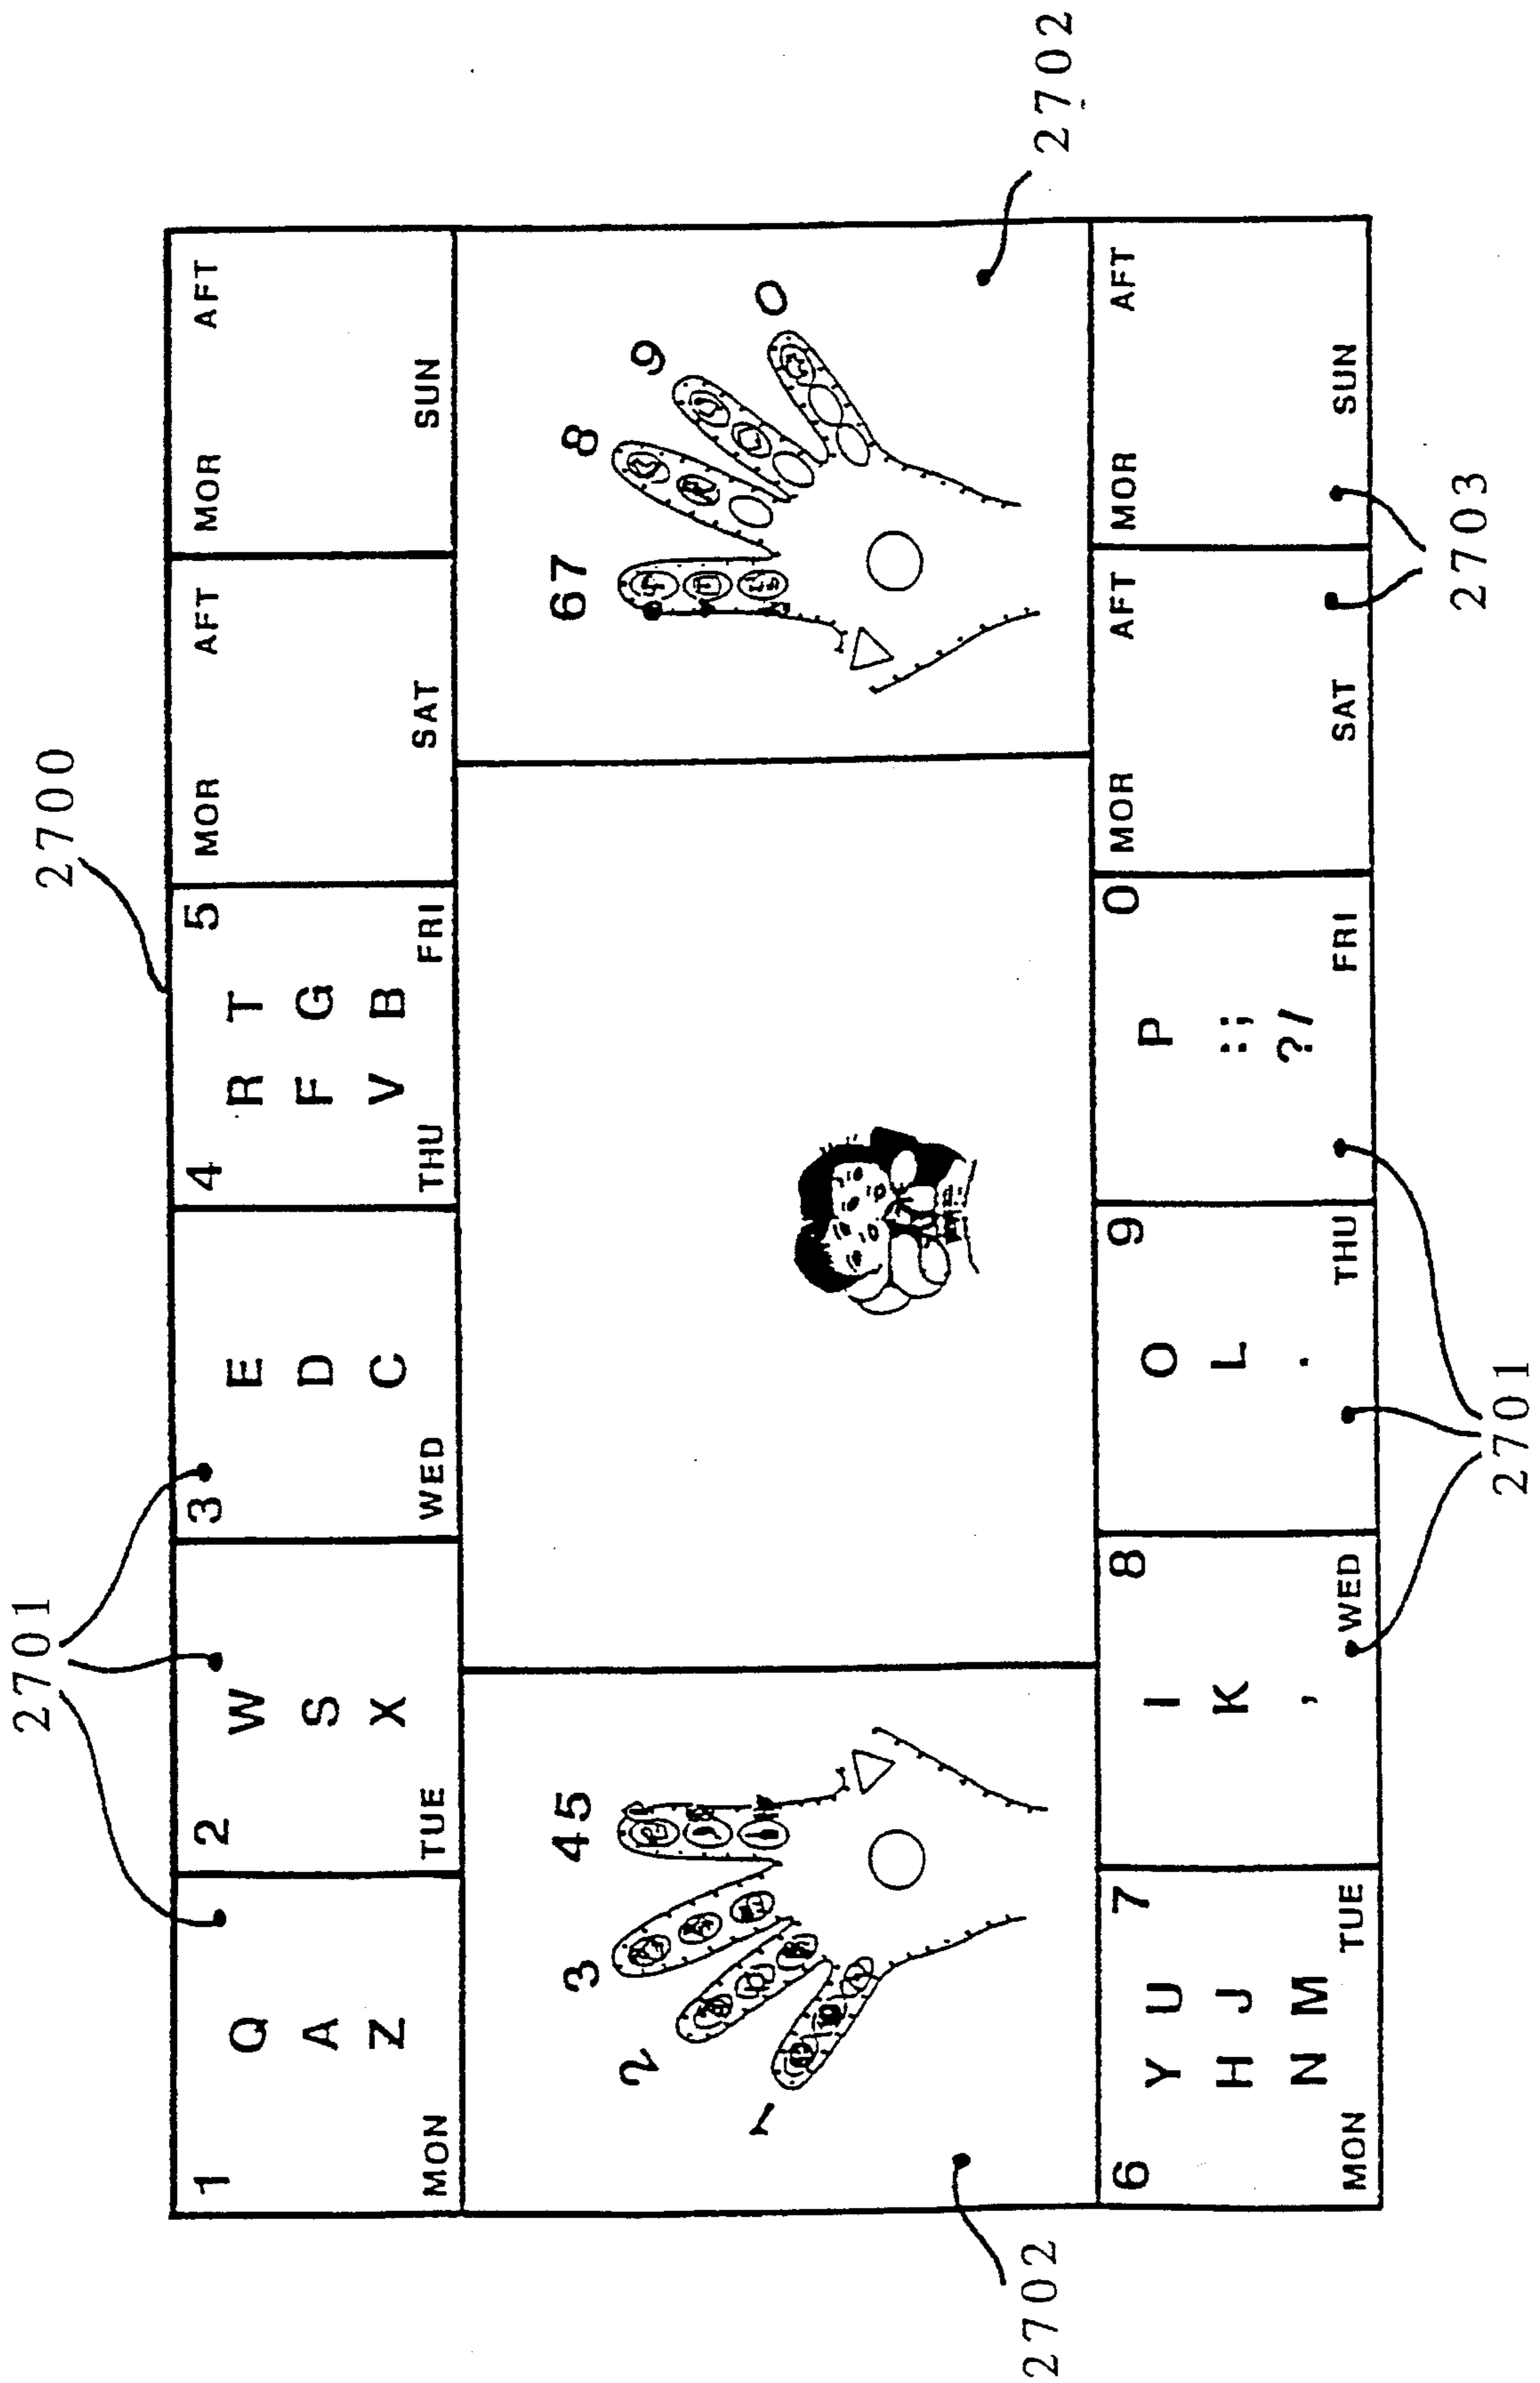 2700
2701
2702
1
Q
A
Z
MON
2
W
S
X
TUE
3
E
D
C
WED
4 5
R T
F G
V B
THU FRI
MOR AFT
SAT
MOR AFT
SUN
1
2
3
45
67
8
9
0
6 7
Y U
H J
N M
MON TUE
8
I
K
,
WED
9
O
L
.
THU
0
P
:;
?/
FRI
MOR AFT
SAT
MOR AFT
SUN
2702
2701
2703